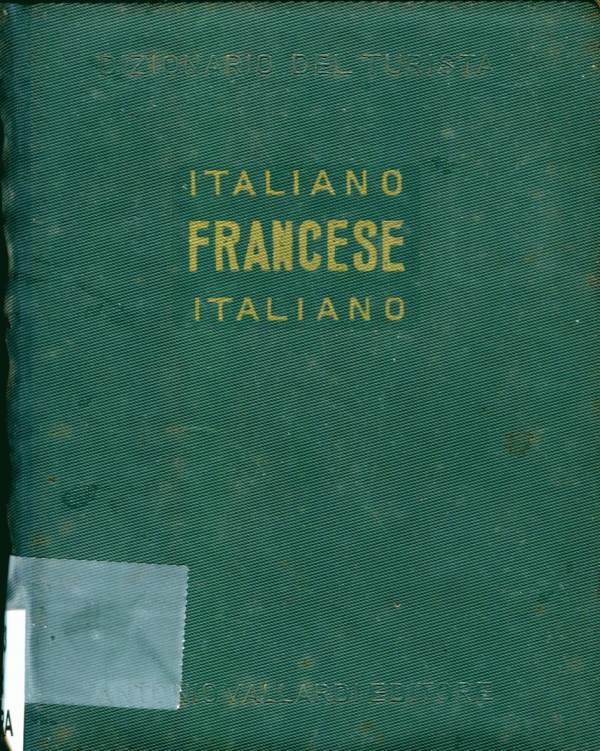 DIZIONARIO DEL TURISTA
ITALIANO
FRANCESE
ITALIANO
ANTONIO VALLARDI EDITORE